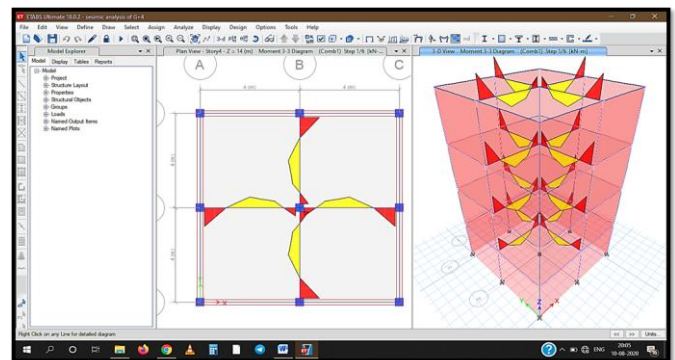 ETABS Ultimate 18.0.2 - seismic analysis of G+4
File Edit View Define Draw Select Assign Analyze Display Design Options Tools Help
Model Explorer
Plan View - Story4 - Z = 14 (m) Moment 3-3 Diagram (Comb1) Step 1/6 [kN-...
3-D View - Moment 3-3 Diagram (Comb1) Step 1/6 [kN-m]
Model Display Tables Reports
Model
Project
Structure Layout
Properties
Structural Objects
Groups
Loads
Named Output Items
Named Plots
A B C
4 (m) 4 (m)
4 (m)
4 (m)
X
Y Z X
Right Click on any Line for detailed diagram
Units...
ENG
20:05
10-08-2020